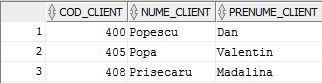 COD_CLIENT NUME_CLIENT PRENUME_CLIENT
1 400 Popescu Dan
2 405 Popa Valentin
3 408 Prisecaru Madalina